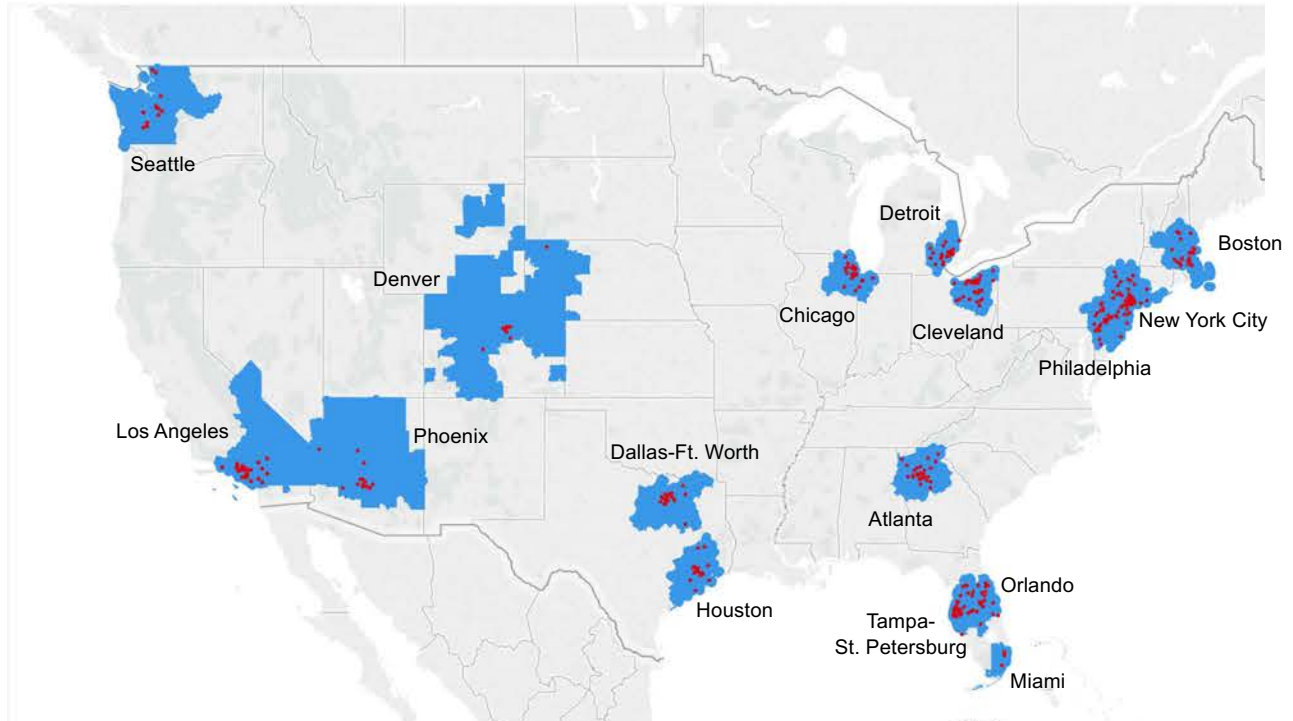 Seattle
Detroit
Boston
Denver
Chicago
Cleveland
New York City
Philadelphia
Los Angeles
Phoenix
Dallas-Ft. Worth
Atlanta
Houston
Orlando
Tampa-
St. Petersburg
Miami